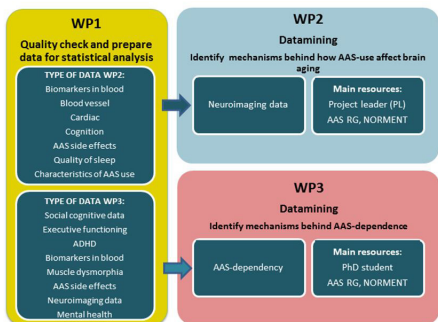 WP1
Quality check and prepare
data for statistical analysis
TYPE OF DATA WP2:
Biomarkers in blood
Blood vessel
Cardiac
Cognition
AAS side effects
Quality of sleep
Characteristics of AAS use
TYPE OF DATA WP3:
Social cognitive data
Executive functioning
ADHD
Biomarkers in blood
Muscle dysmorphia
AAS side effects
Neuroimaging data
Mental health
WP2
Datamining
Identify mechanisms behind how AAS-use affect brain
aging
Neuroimaging data
Main resources:
Project leader (PL)
AAS RG, NORMENT
WP3
Datamining
Identify mechanisms behind AAS-dependence
AAS-dependency
Main resources:
PhD student
AAS RG, NORMENT